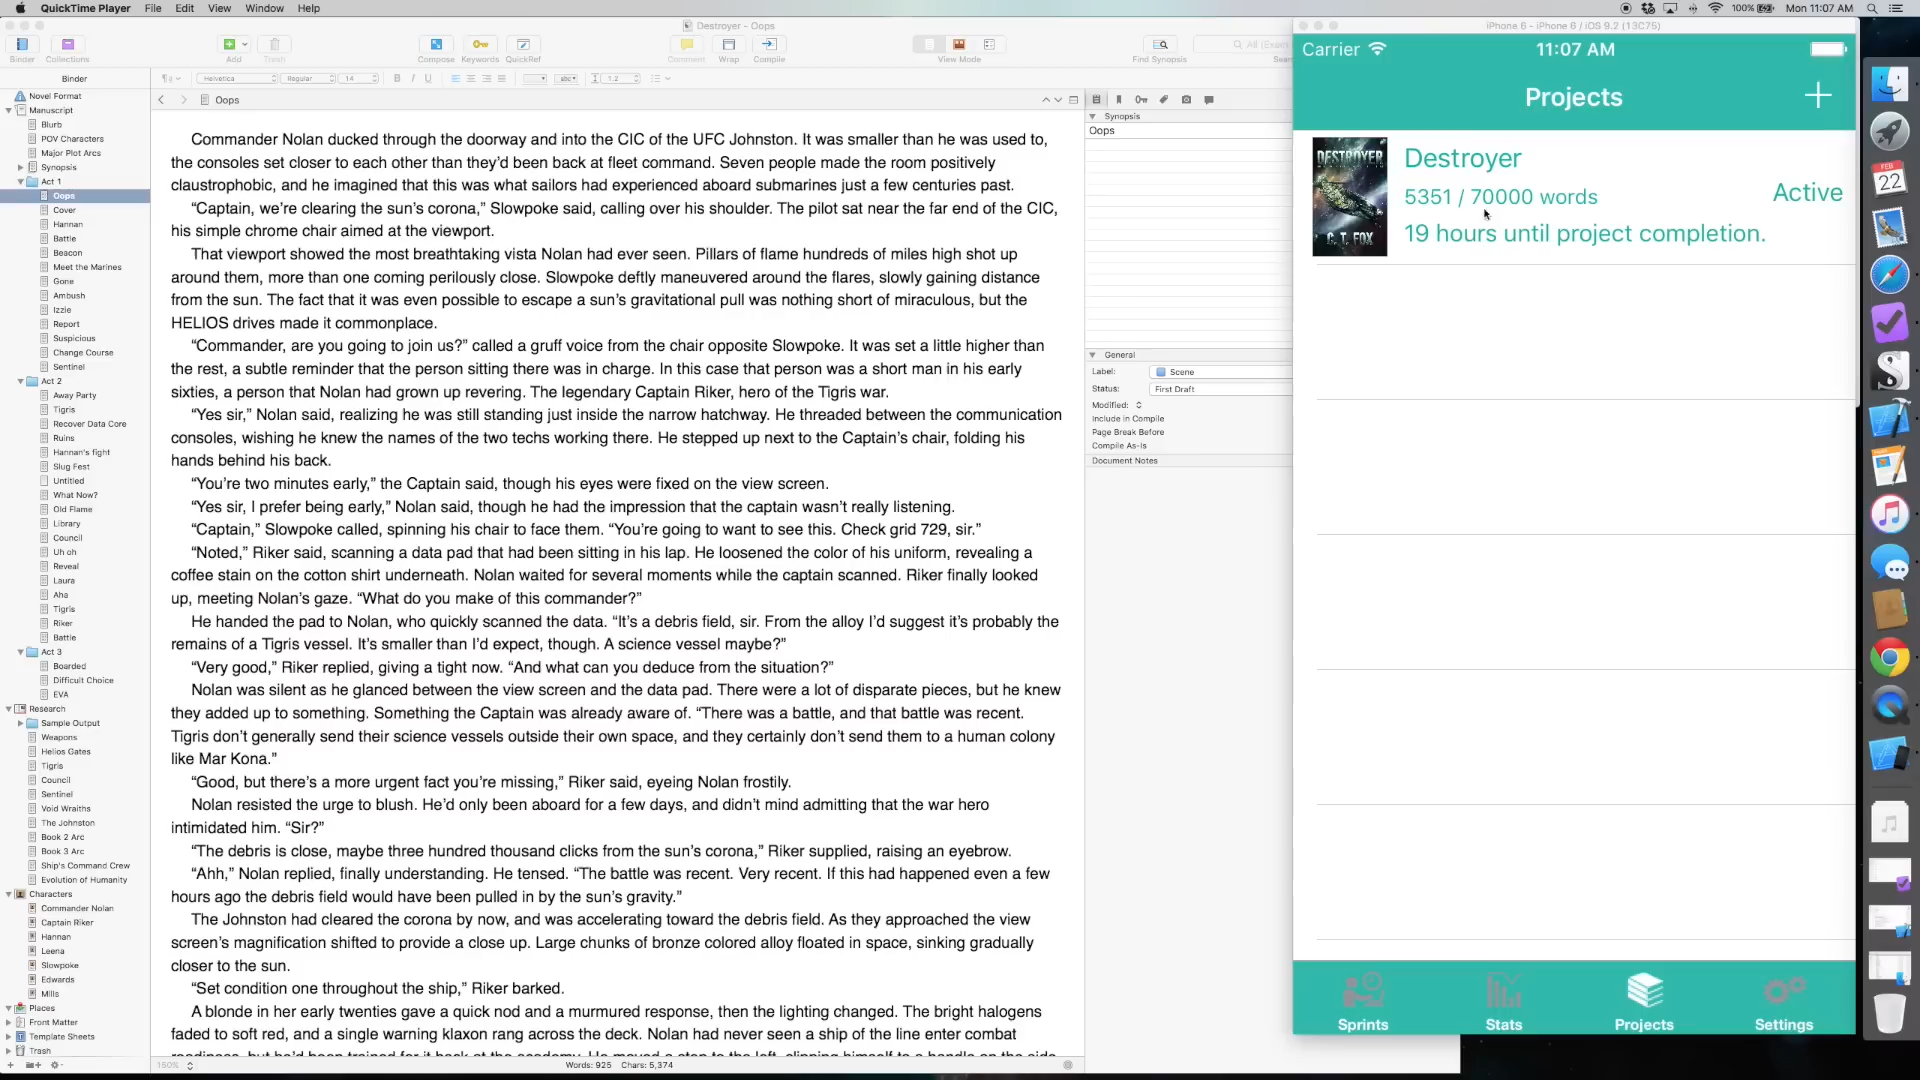 QuickTime Player File Edit View Window Help
100% Mon 11:07 AM
Destroyer - Oops
Binder Collections Add Trash Compose Keywords QuickRef Comment Wrap Compile View Mode Find Synopsis
Binder Helvetica Regular 14 B I U abc 1.2
Novel Format
Manuscript
Blurb
POV Characters
Major Plot Arcs
Synopsis
Act 1
Oops
Cover
Hannan
Battle
Beacon
Meet the Marines
Gone
Ambush
Izzie
Report
Suspicious
Change Course
Sentinel
Act 2
Away Party
Tigris
Recover Data Core
Ruins
Hannan's fight
Slug Fest
Untitled
What Now?
Old Flame
Library
Council
Uh oh
Reveal
Laura
Aha
Tigris
Riker
Battle
Act 3
Boarded
Difficult Choice
EVA
Research
Sample Output
Weapons
Helios Gates
Tigris
Council
Sentinel
Void Wraiths
The Johnston
Book 2 Arc
Book 3 Arc
Ship's Command Crew
Evolution of Humanity
Characters
Commander Nolan
Captain Riker
Hannan
Leena
Slowpoke
Edwards
Mills
Places
Front Matter
Template Sheets
Trash
Oops
Commander Nolan ducked through the doorway and into the CIC of the UFC Johnston. It was smaller than he was used to,
the consoles set closer to each other than they’d been back at fleet command. Seven people made the room positively
claustrophobic, and he imagined that this was what sailors had experienced aboard submarines just a few centuries past.
“Captain, we’re clearing the sun’s corona,” Slowpoke said, calling over his shoulder. The pilot sat near the far end of the CIC,
his simple chrome chair aimed at the viewport.
That viewport showed the most breathtaking vista Nolan had ever seen. Pillars of flame hundreds of miles high shot up
around them, more than one coming perilously close. Slowpoke deftly maneuvered around the flares, slowly gaining distance
from the sun. The fact that it was even possible to escape a sun’s gravitational pull was nothing short of miraculous, but the
HELIOS drives made it commonplace.
“Commander, are you going to join us?” called a gruff voice from the chair opposite Slowpoke. It was set a little higher than
the rest, a subtle reminder that the person sitting there was in charge. In this case that person was a short man in his early
sixties, a person that Nolan had grown up revering. The legendary Captain Riker, hero of the Tigris war.
“Yes sir,” Nolan said, realizing he was still standing just inside the narrow hatchway. He threaded between the communication
consoles, wishing he knew the names of the two techs working there. He stepped up next to the Captain’s chair, folding his
hands behind his back.
“You’re two minutes early,” the Captain said, though his eyes were fixed on the view screen.
“Yes sir, I prefer being early,” Nolan said, though he had the impression that the captain wasn’t really listening.
“Captain,” Slowpoke called, spinning his chair to face them. “You’re going to want to see this. Check grid 729, sir.”
“Noted,” Riker said, scanning a data pad that had been sitting in his lap. He loosened the color of his uniform, revealing a
coffee stain on the cotton shirt underneath. Nolan waited for several moments while the captain scanned. Riker finally looked
up, meeting Nolan’s gaze. “What do you make of this commander?”
He handed the pad to Nolan, who quickly scanned the data. “It’s a debris field, sir. From the alloy I’d suggest it’s probably the
remains of a Tigris vessel. It’s smaller than I’d expect, though. A science vessel maybe?”
“Very good,” Riker replied, giving a tight now. “And what can you deduce from the situation?”
Nolan was silent as he glanced between the view screen and the data pad. There were a lot of disparate pieces, but he knew
they added up to something. Something the Captain was already aware of. “There was a battle, and that battle was recent.
Tigris don’t generally send their science vessels outside their own space, and they certainly don’t send them to a human colony
like Mar Kona.”
“Good, but there’s a more urgent fact you’re missing,” Riker said, eyeing Nolan frostily.
Nolan resisted the urge to blush. He’d only been aboard for a few days, and didn’t mind admitting that the war hero
intimidated him. “Sir?”
“The debris is close, maybe three hundred thousand clicks from the sun’s corona,” Riker supplied, raising an eyebrow.
“Ahh,” Nolan replied, finally understanding. He tensed. “The battle was recent. Very recent. If this had happened even a few
hours ago the debris field would have been pulled in by the sun’s gravity.”
The Johnston had cleared the corona by now, and was accelerating toward the debris field. As they approached the view
screen’s magnification shifted to provide a close up. Large chunks of bronze colored alloy floated in space, sinking gradually
closer to the sun.
“Set condition one throughout the ship,” Riker barked.
A blonde in her early twenties gave a quick nod and a murmured response, then the lighting changed. The bright halogens
faded to soft red, and a single warning klaxon rang across the deck. Nolan had never seen a ship of the line enter combat
150% Words: 925 Chars: 5,374
Synopsis
Oops
General
Label: Scene
Status: First Draft
Modified:
Include in Compile
Page Break Before
Compile As-Is
Document Notes
iPhone 6 - iPhone 6 / iOS 9.2 (13C75)
Carrier 11:07 AM
Projects
DESTROYER
C. T. FOX
Destroyer
5351 / 70000 words
Active
19 hours until project completion.
Sprints Stats Projects Settings
FEB
22